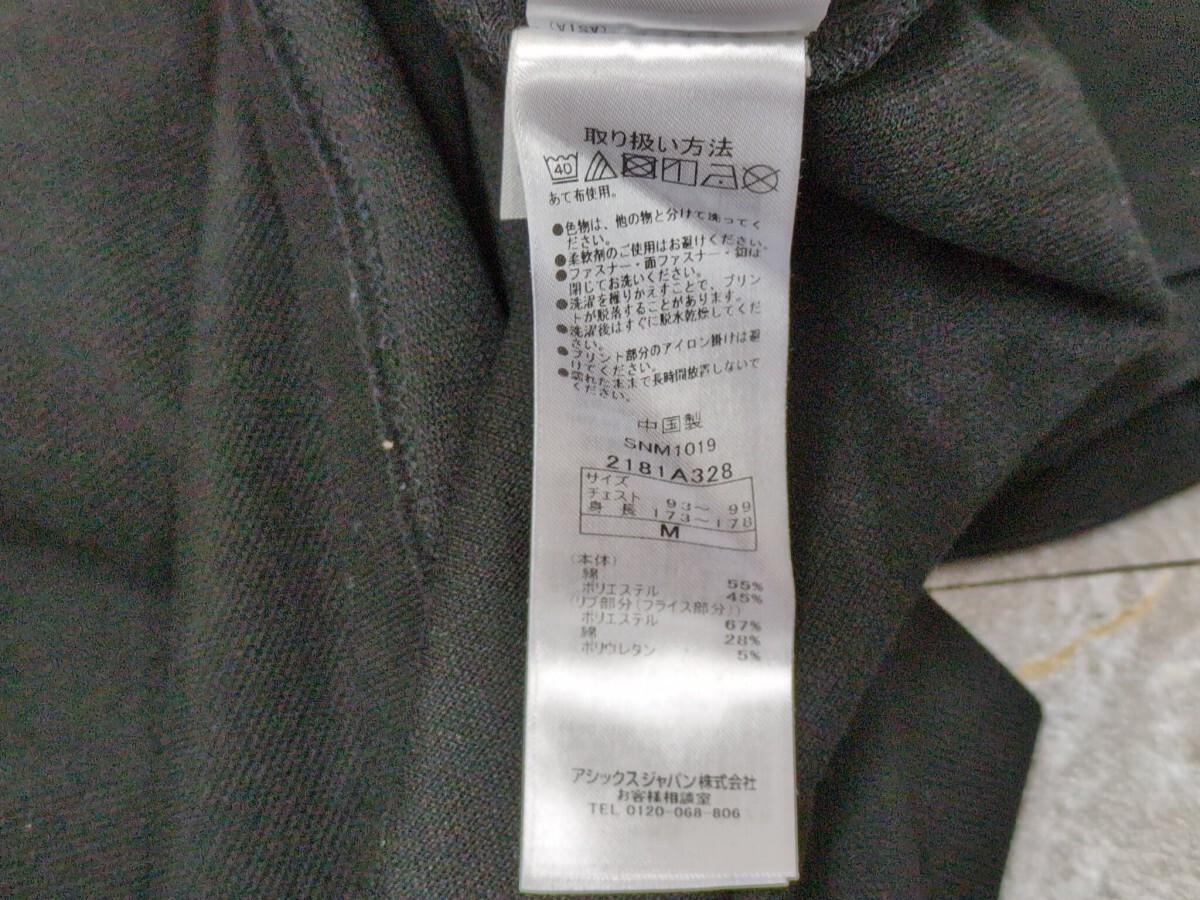 (ASIA)
取り扱い方法
40
あて布使用。
●色物は、他の物と分けて洗ってく
ださい。
●柔軟剤のご使用はお避けください。
●ファスナー・面ファスナー・釦は
閉じてお洗いください。
●洗濯を繰りかえすことで、プリン
トが脱落することがあります。
●洗濯後はすぐに脱水乾燥してくだ
さい。
●プリント部分のアイロン掛けは避
けてください。
●濡れたままで長時間放置しないで
ください。
中国製
SNM1019
2181A328
サイズ
チェスト 93〜 99
身 長 173〜178
M
(本体)
綿 55%
ポリエステル 45%
(リブ部分(フライス部分))
ポリエステル 67%
綿 28%
ポリウレタン 5%
アシックスジャパン株式会社
お客様相談室
TEL 0120-068-806